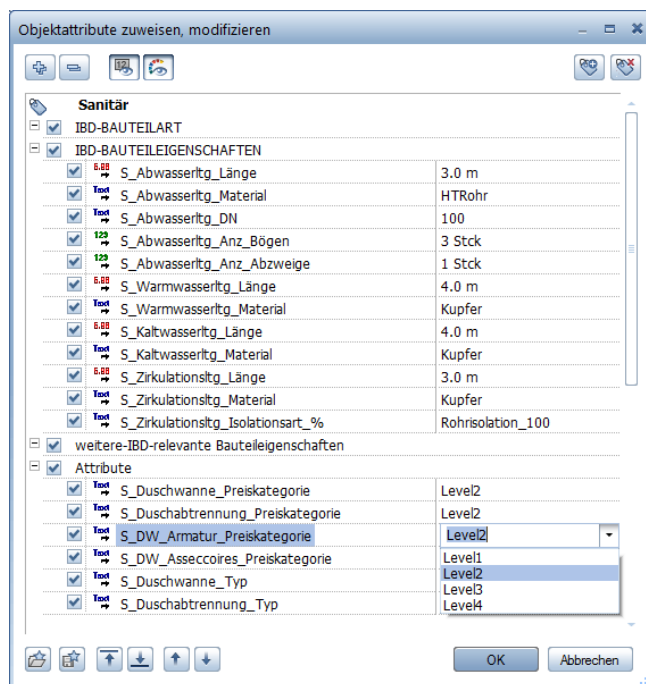 Objektattribute zuweisen, modifizieren
Sanitär
IBD-BAUTEILART
IBD-BAUTEILEIGENSCHAFTEN
S_Abwasserltg_Länge 3.0 m
S_Abwasserltg_Material HTRohr
S_Abwasserltg_DN 100
S_Abwasserltg_Anz_Bögen 3 Stck
S_Abwasserltg_Anz_Abzweige 1 Stck
S_Warmwasserltg_Länge 4.0 m
S_Warmwasserltg_Material Kupfer
S_Kaltwasserltg_Länge 4.0 m
S_Kaltwasserltg_Material Kupfer
S_Zirkulationsltg_Länge 3.0 m
S_Zirkulationsltg_Material Kupfer
S_Zirkulationsltg_Isolationsart_% Rohrisolation_100
weitere-IBD-relevante Bauteileigenschaften
Attribute
S_Duschwanne_Preiskategorie Level2
S_Duschabtrennung_Preiskategorie Level2
S_DW_Armatur_Preiskategorie Level2
S_DW_Asseccoires_Preiskategorie Level1
Level2
S_Duschwanne_Typ Level3
S_Duschabtrennung_Typ Level4
OK Abbrechen